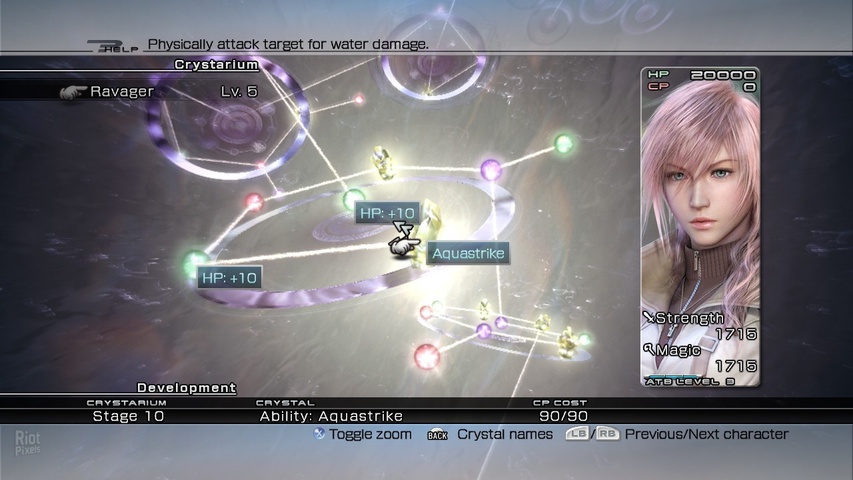 HELP Physically attack target for water damage.
Crystarium
Ravager Lv. 5
HP 20000
CP 0
HP: +10
Aquastrike
HP: +10
Strength
1715
Magic
1715
ATB LEVEL 3
Development
CRYSTARIUM CRYSTAL CP COST
Stage 10 Ability: Aquastrike 90/90
Toggle zoom BACK Crystal names LB/RB Previous/Next character
Riot
Pixels